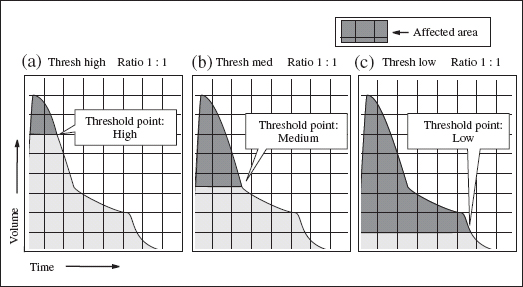 Affected area
(a) Thresh high Ratio 1 : 1
(b) Thresh med Ratio 1 : 1
(c) Thresh low Ratio 1 : 1
Threshold point:
High
Threshold point:
Medium
Threshold point:
Low
Volume
Time